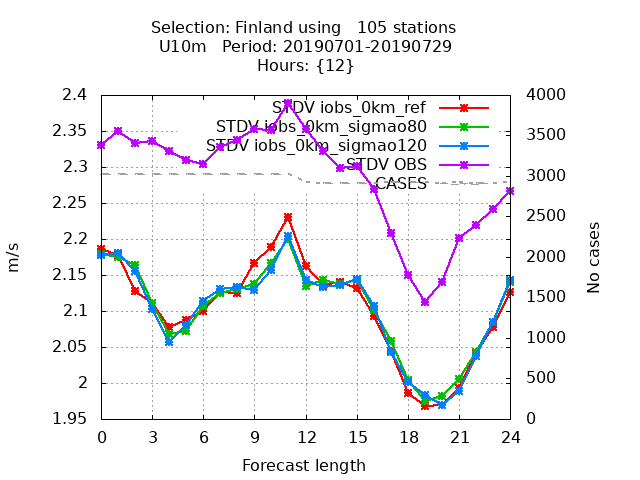 Selection: Finland using   105 stations
U10m   Period: 20190701-20190729
Hours: {12}
STDV iobs_0km_ref
STDV iobs_0km_sigmao80
STDV iobs_0km_sigmao120
STDV OBS
CASES
2.4
2.35
2.3
2.25
2.2
2.15
2.1
2.05
2
1.95
m/s
4000
3500
3000
2500
2000
1500
1000
500
0
No cases
0 3 6 9 12 15 18 21 24
Forecast length